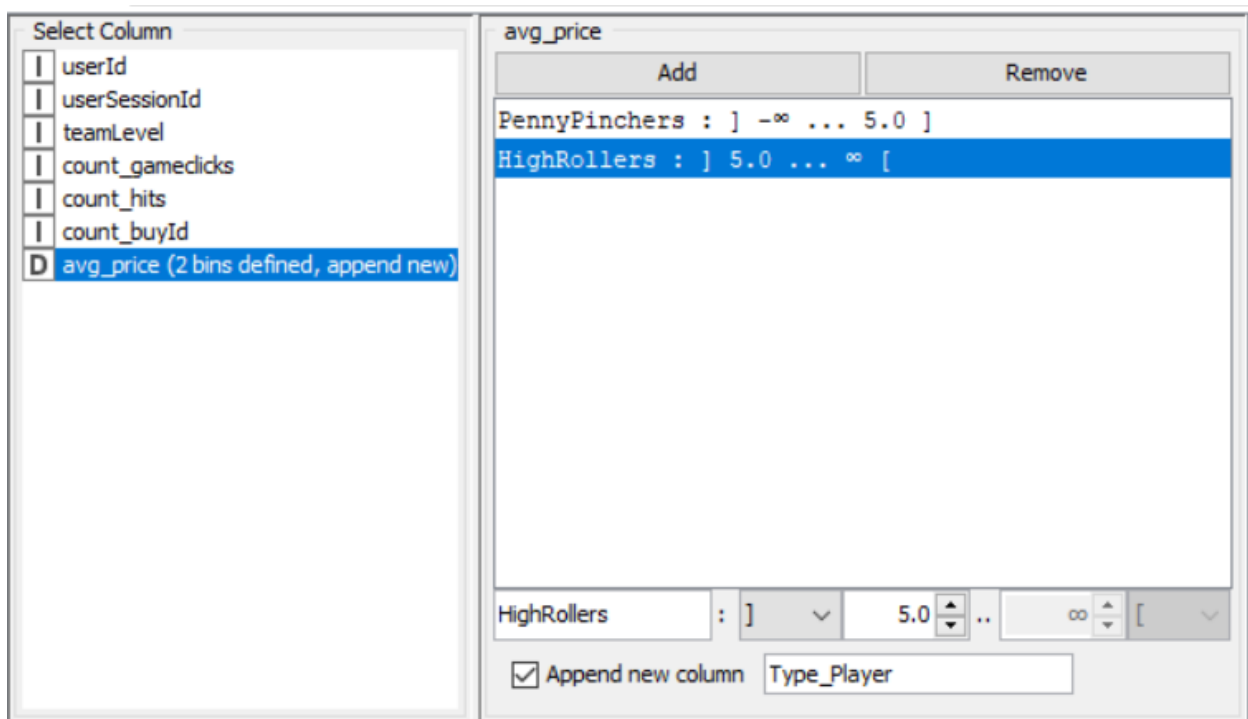 Select Column
I userId
I userSessionId
I teamLevel
I count_gameclicks
I count_hits
I count_buyId
D avg_price (2 bins defined, append new)
avg_price
Add Remove
PennyPinchers : ] -∞ ... 5.0 ]
HighRollers : ] 5.0 ... ∞ [
HighRollers : ] 5.0 .. ∞ [
Append new column Type_Player